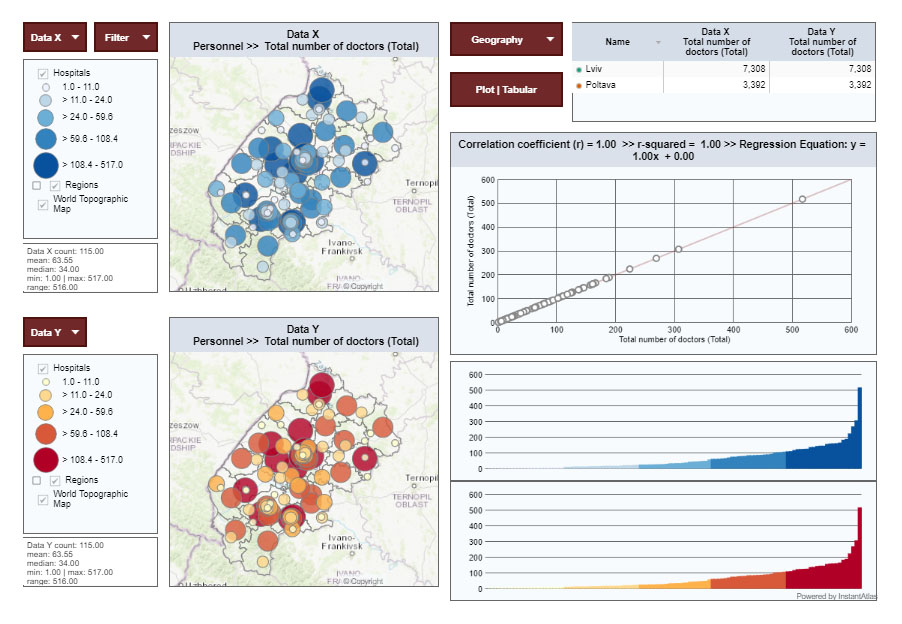 Data X
Filter
Hospitals
1.0 - 11.0
> 11.0 - 24.0
> 24.0 - 59.6
> 59.6 - 108.4
> 108.4 - 517.0
Regions
World Topographic
Map
Data X count: 115.00
mean: 63.55
median: 34.00
min: 1.00 | max: 517.00
range: 516.00
Data X
Personnel >> Total number of doctors (Total)
zeszow
PACKIE
DSHIP
Ternopil
TERNOPIL
OBLAST
Ivano-
Frankivsk
© Copyright
Geography
Plot | Tabular
Name
Data X
Total number of
doctors (Total)
Data Y
Total number of
doctors (Total)
Lviv 7,308 7,308
Poltava 3,392 3,392
Correlation coefficient (r) = 1.00 >> r-squared = 1.00 >> Regression Equation: y =
1.00x + 0.00
Total number of doctors (Total)
600
500
400
300
200
100
0
0 100 200 300 400 500 600
Total number of doctors (Total)
Data Y
Hospitals
1.0 - 11.0
> 11.0 - 24.0
> 24.0 - 59.6
> 59.6 - 108.4
> 108.4 - 517.0
Regions
World Topographic
Map
Data Y count: 115.00
mean: 63.55
median: 34.00
min: 1.00 | max: 517.00
range: 516.00
Data Y
Personnel >> Total number of doctors (Total)
zeszow
PACKIE
DSHIP
Ternopil
TERNOPIL
OBLAST
Ivano-
Frankivsk
© Copyright
600
500
400
300
200
100
0
600
500
400
300
200
100
0
Powered by InstantAtlas